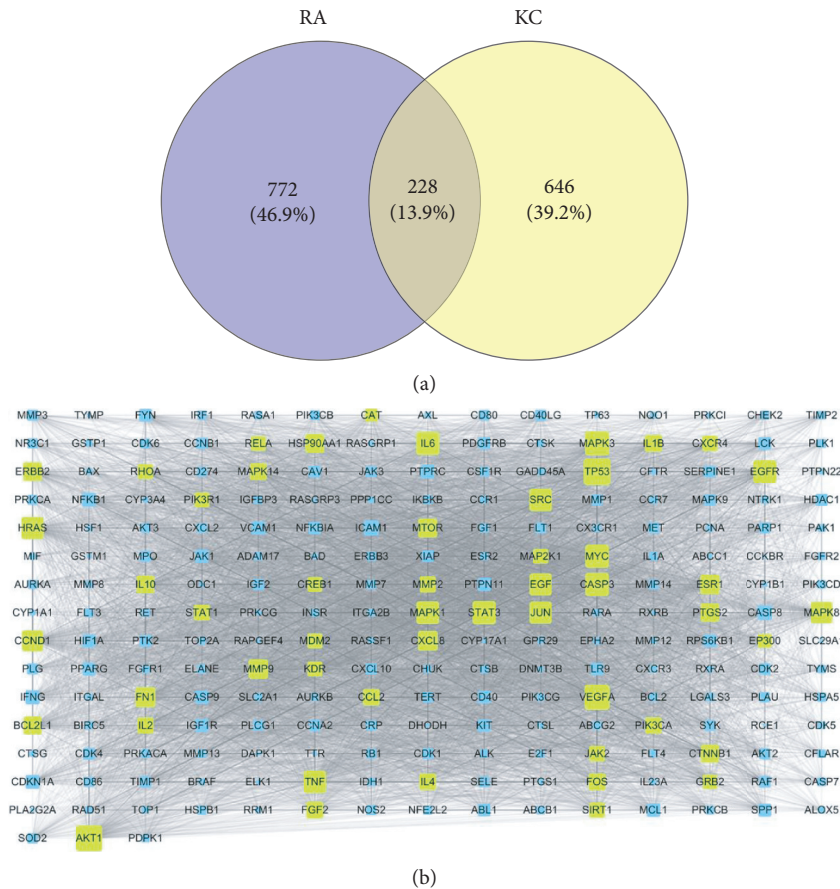 RA KC
772 228 646
(46.9%) (13.9%) (39.2%)
(a)
MMP3 TYMP FYN IRF1 RASA1 PIK3CB CAT AXL CD80 CD40LG TP63 NQO1 PRKCI CHEK2 TIMP2
NR3C1 GSTP1 CDK6 CCNB1 RELA HSP90AA1 RASGRP1 IL6 PDGFRB CTSK MAPK3 IL1B CXCR4 LCK PLK1
ERBB2 BAX RHOA CD274 MAPK14 CAV1 JAK3 PTPRC CSF1R GADD45A TP53 CFTR SERPINE1 EGFR PTPN22
PRKCA NFKB1 CYP3A4 PIK3R1 IGFBP3 RASGRP3 PPP1CC IKBKB CCR1 SRC MMP1 CCR7 MAPK9 NTRK1 HDAC1
HRAS HSF1 AKT3 CXCL2 VCAM1 NFKBIA ICAM1 MTOR FGF1 FLT1 CX3CR1 MET PCNA PARP1 PAK1
MIF GSTM1 MPO JAK1 ADAM17 BAD ERBB3 XIAP ESR2 MAP2K1 MYC IL1A ABCC1 CCKBR FGFR2
AURKA MMP8 IL10 ODC1 IGF2 CREB1 MMP7 MMP2 PTPN11 EGF CASP3 MMP14 ESR1 CYP1B1 PIK3CD
CYP1A1 FLT3 RET STAT1 PRKCG INSR ITGA2B MAPK1 STAT3 JUN RARA RXRB PTGS2 CASP8 MAPK8
CCND1 HIF1A PTK2 TOP2A RAPGEF4 MDM2 RASSF1 CXCL8 CYP17A1 GPR29 EPHA2 MMP12 RPS6KB1 EP300 SLC29A
PLG PPARG FGFR1 ELANE MMP9 KDR CXCL10 CHUK CTSB DNMT3B TLR9 CXCR3 RXRA CDK2 TYMS
IFNG ITGAL FN1 CASP9 SLC2A1 AURKB CCL2 TERT CD40 PIK3CG VEGFA BCL2 LGALS3 PLAU HSPA5
BCL2L1 BIRC5 IL2 IGF1R PLCG1 CCNA2 CRP DHODH KIT CTSL ABCG2 PIK3CA SYK RCE1 CDK5
CTSG CDK4 PRKACA MMP13 DAPK1 TTR RB1 CDK1 ALK E2F1 JAK2 FLT4 CTNNB1 AKT2 CFLAR
CDKN1A CD86 TIMP1 BRAF ELK1 TNF IDH1 IL4 SELE PTGS1 FOS IL23A GRB2 RAF1 CASP7
PLA2G2A RAD51 TOP1 HSPB1 RRM1 FGF2 NOS2 NFE2L2 ABL1 ABCB1 SIRT1 MCL1 PRKCB SPP1 ALOX5
SOD2 AKT1 PDPK1
(b)